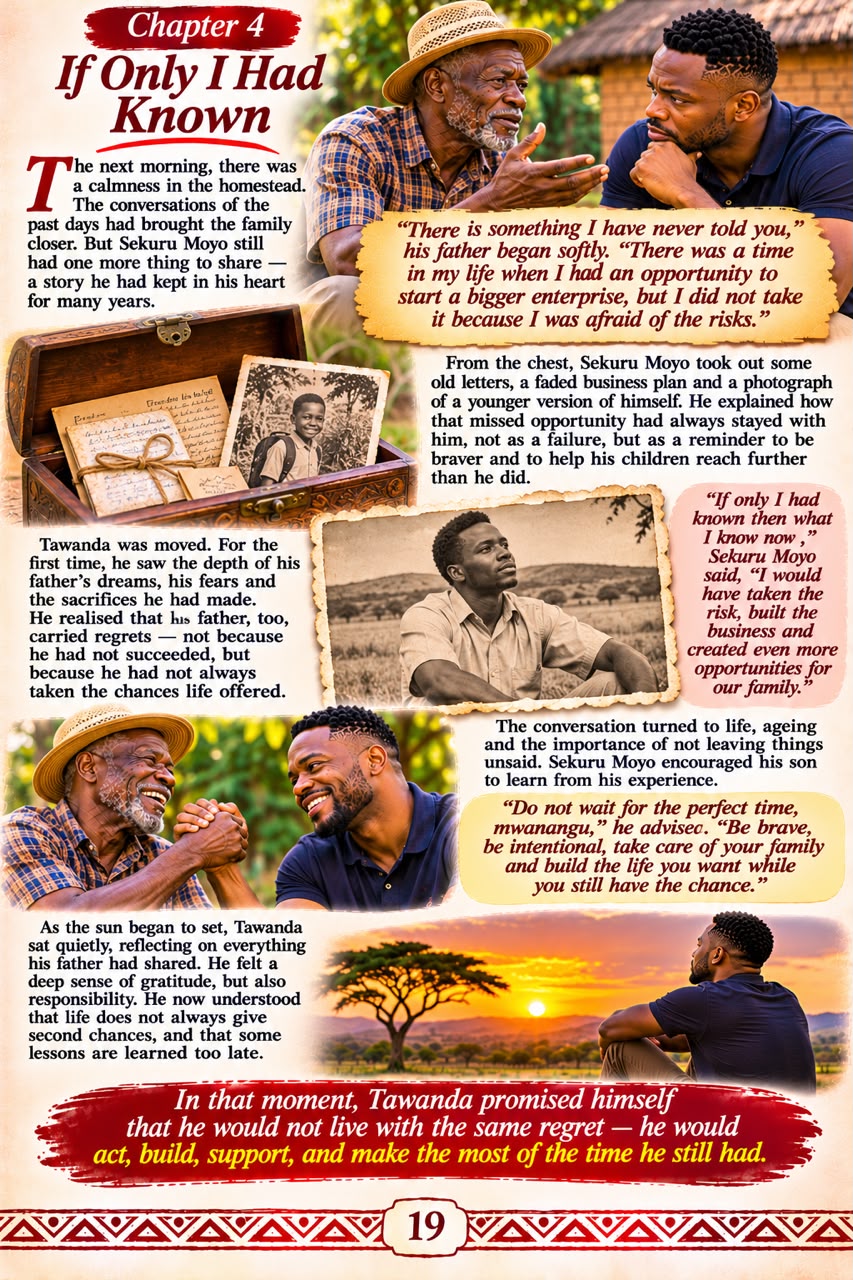 Chapter 4
If Only I Had
Known
The next morning, there was
a calmness in the homestead.
The conversations of the
past days had brought the family
closer. But Sekuru Moyo still
had one more thing to share —
a story he had kept in his heart
for many years.
“There is something I have never told you,”
his father began softly. “There was a time
in my life when I had an opportunity to
start a bigger enterprise, but I did not take
it because I was afraid of the risks.”
From the chest, Sekuru Moyo took out some
old letters, a faded business plan and a photograph
of a younger version of himself. He explained how
that missed opportunity had always stayed with
him, not as a failure, but as a reminder to be
braver and to help his children reach further
than he did.
Tawanda was moved. For the
first time, he saw the depth of his
father’s dreams, his fears and
the sacrifices he had made.
He realised that his father, too,
carried regrets — not because
he had not succeeded, but
because he had not always
taken the chances life offered.
“If only I had
known then what
I know now ,”
Sekuru Moyo
said, “I would
have taken the
risk, built the
business and
created even more
opportunities for
our family.”
The conversation turned to life, ageing
and the importance of not leaving things
unsaid. Sekuru Moyo encouraged his son
to learn from his experience.
“Do not wait for the perfect time,
mwanangu,” he advised. “Be brave,
be intentional, take care of your family
and build the life you want while
you still have the chance.”
As the sun began to set, Tawanda
sat quietly, reflecting on everything
his father had shared. He felt a
deep sense of gratitude, but also
responsibility. He now understood
that life does not always give
second chances, and that some
lessons are learned too late.
In that moment, Tawanda promised himself
that he would not live with the same regret — he would
act, build, support, and make the most of the time he still had.
19